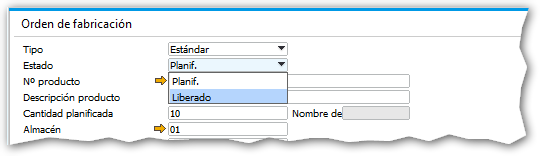 Orden de fabricación
Tipo Estándar
Estado Planif.
Nº producto Planif.
Descripción producto Liberado
Cantidad planificada 10 Nombre de
Almacén 01